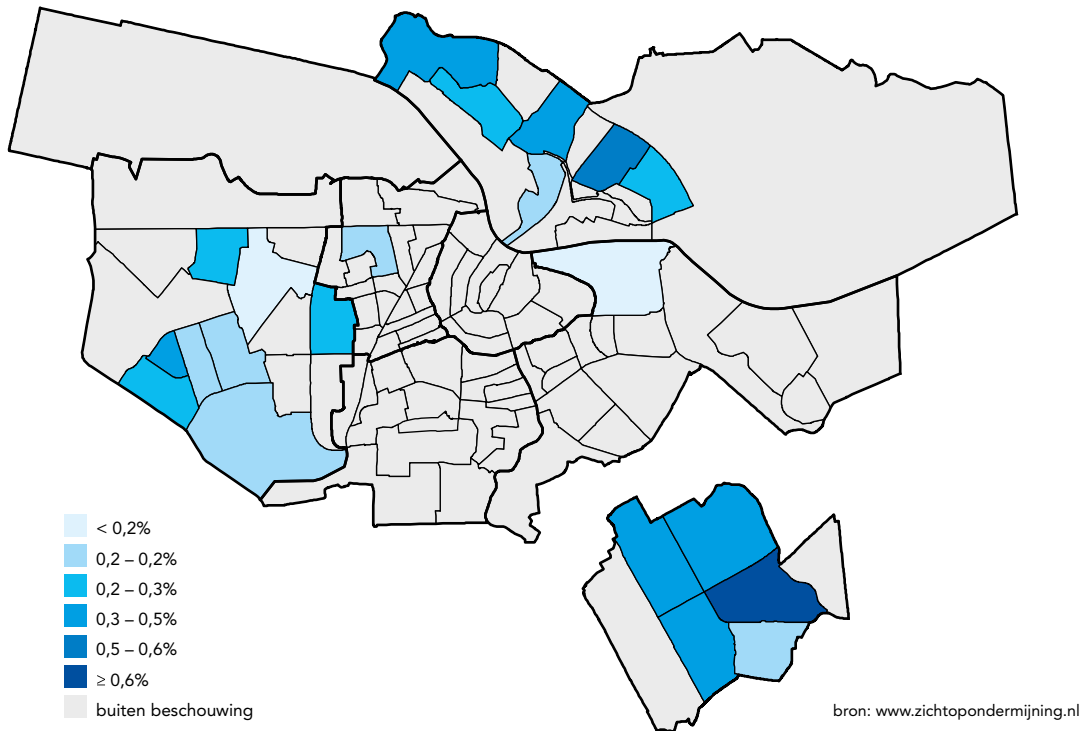 < 0,2%
0,2 – 0,2%
0,2 – 0,3%
0,3 – 0,5%
0,5 – 0,6%
≥ 0,6%
buiten beschouwing
bron: www.zichtopondermijning.nl